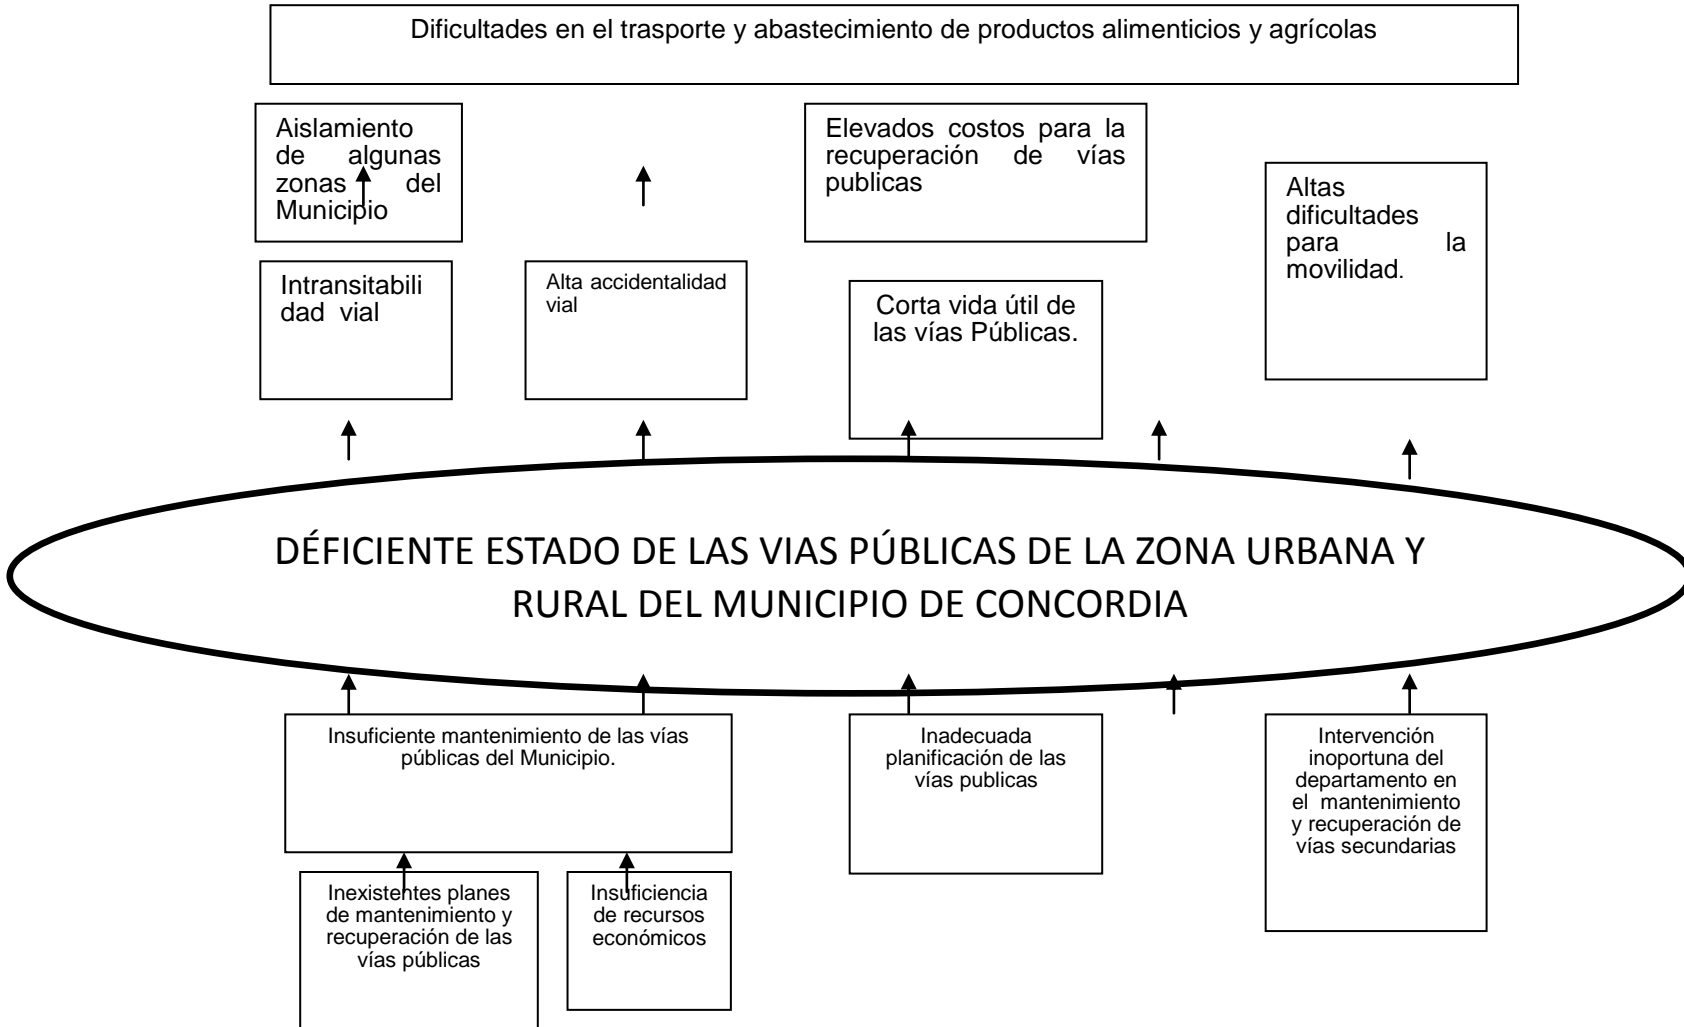 Dificultades en el trasporte y abastecimiento de productos alimenticios y agrícolas
Aislamiento
de algunas
zonas del
Municipio
Elevados costos para la
recuperación de vías
publicas
Altas
dificultades
para la
movilidad.
Intransitabili
dad vial
Alta accidentalidad
vial
Corta vida útil de
las vías Públicas.
DÉFICIENTE ESTADO DE LAS VIAS PÚBLICAS DE LA ZONA URBANA Y
RURAL DEL MUNICIPIO DE CONCORDIA
Insuficiente mantenimiento de las vías
públicas del Municipio.
Inadecuada
planificación de las
vías publicas
Intervención
inoportuna del
departamento en
el mantenimiento
y recuperación de
vías secundarias
Inexistentes planes
de mantenimiento y
recuperación de las
vías públicas
Insuficiencia
de recursos
económicos